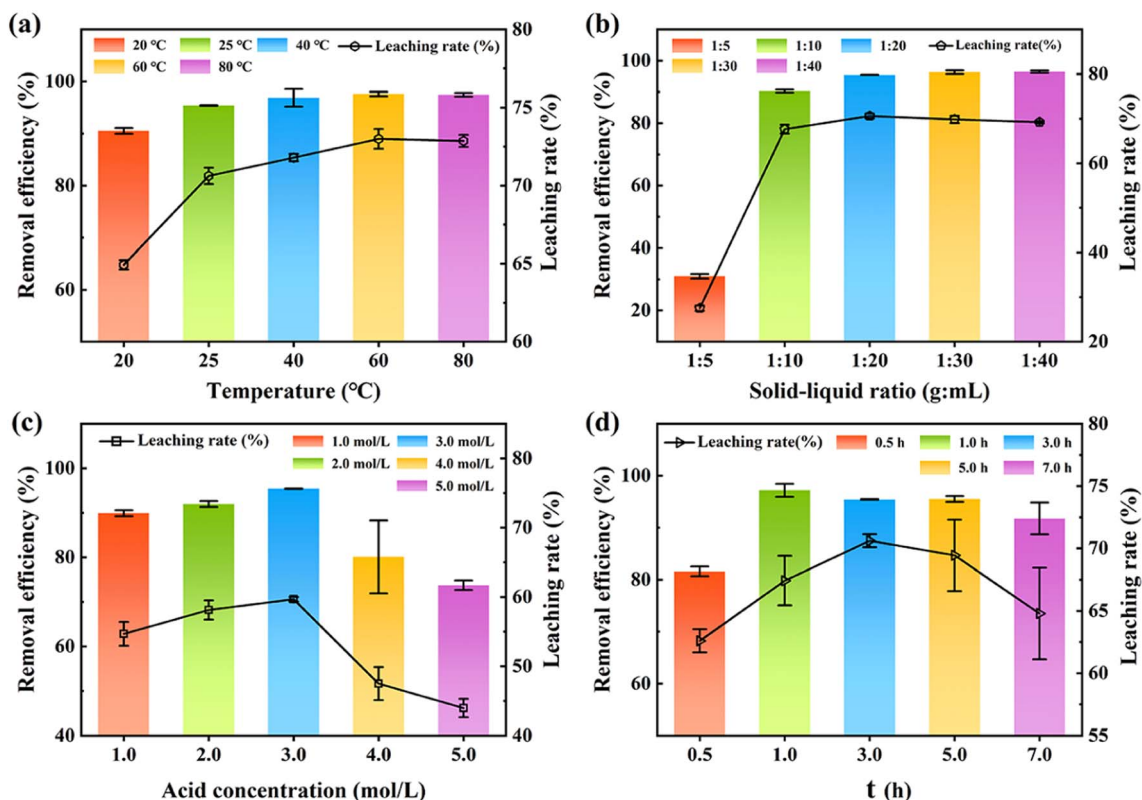 (a)
20 °C 25 °C 40 °C Leaching rate (%)
60 °C 80 °C
Removal efficiency (%)
100
80
60
80
75
70
65
60
Leaching rate (%)
20 25 40 60 80
Temperature (°C)
(b)
1:5 1:10 1:20 Leaching rate(%)
1:30 1:40
Removal efficiency (%)
100
80
60
40
20
80
60
40
20
Leaching rate (%)
1:5 1:10 1:20 1:30 1:40
Solid-liquid ratio (g:mL)
(c)
Leaching rate (%) 1.0 mol/L 3.0 mol/L
2.0 mol/L 4.0 mol/L
5.0 mol/L
Removal efficiency (%)
100
80
60
40
80
70
60
50
40
Leaching rate (%)
1.0 2.0 3.0 4.0 5.0
Acid concentration (mol/L)
(d)
Leaching rate(%) 0.5 h 1.0 h 3.0 h
5.0 h 7.0 h
Removal efficiency (%)
100
80
60
80
75
70
65
60
55
Leaching rate (%)
0.5 1.0 3.0 5.0 7.0
t (h)